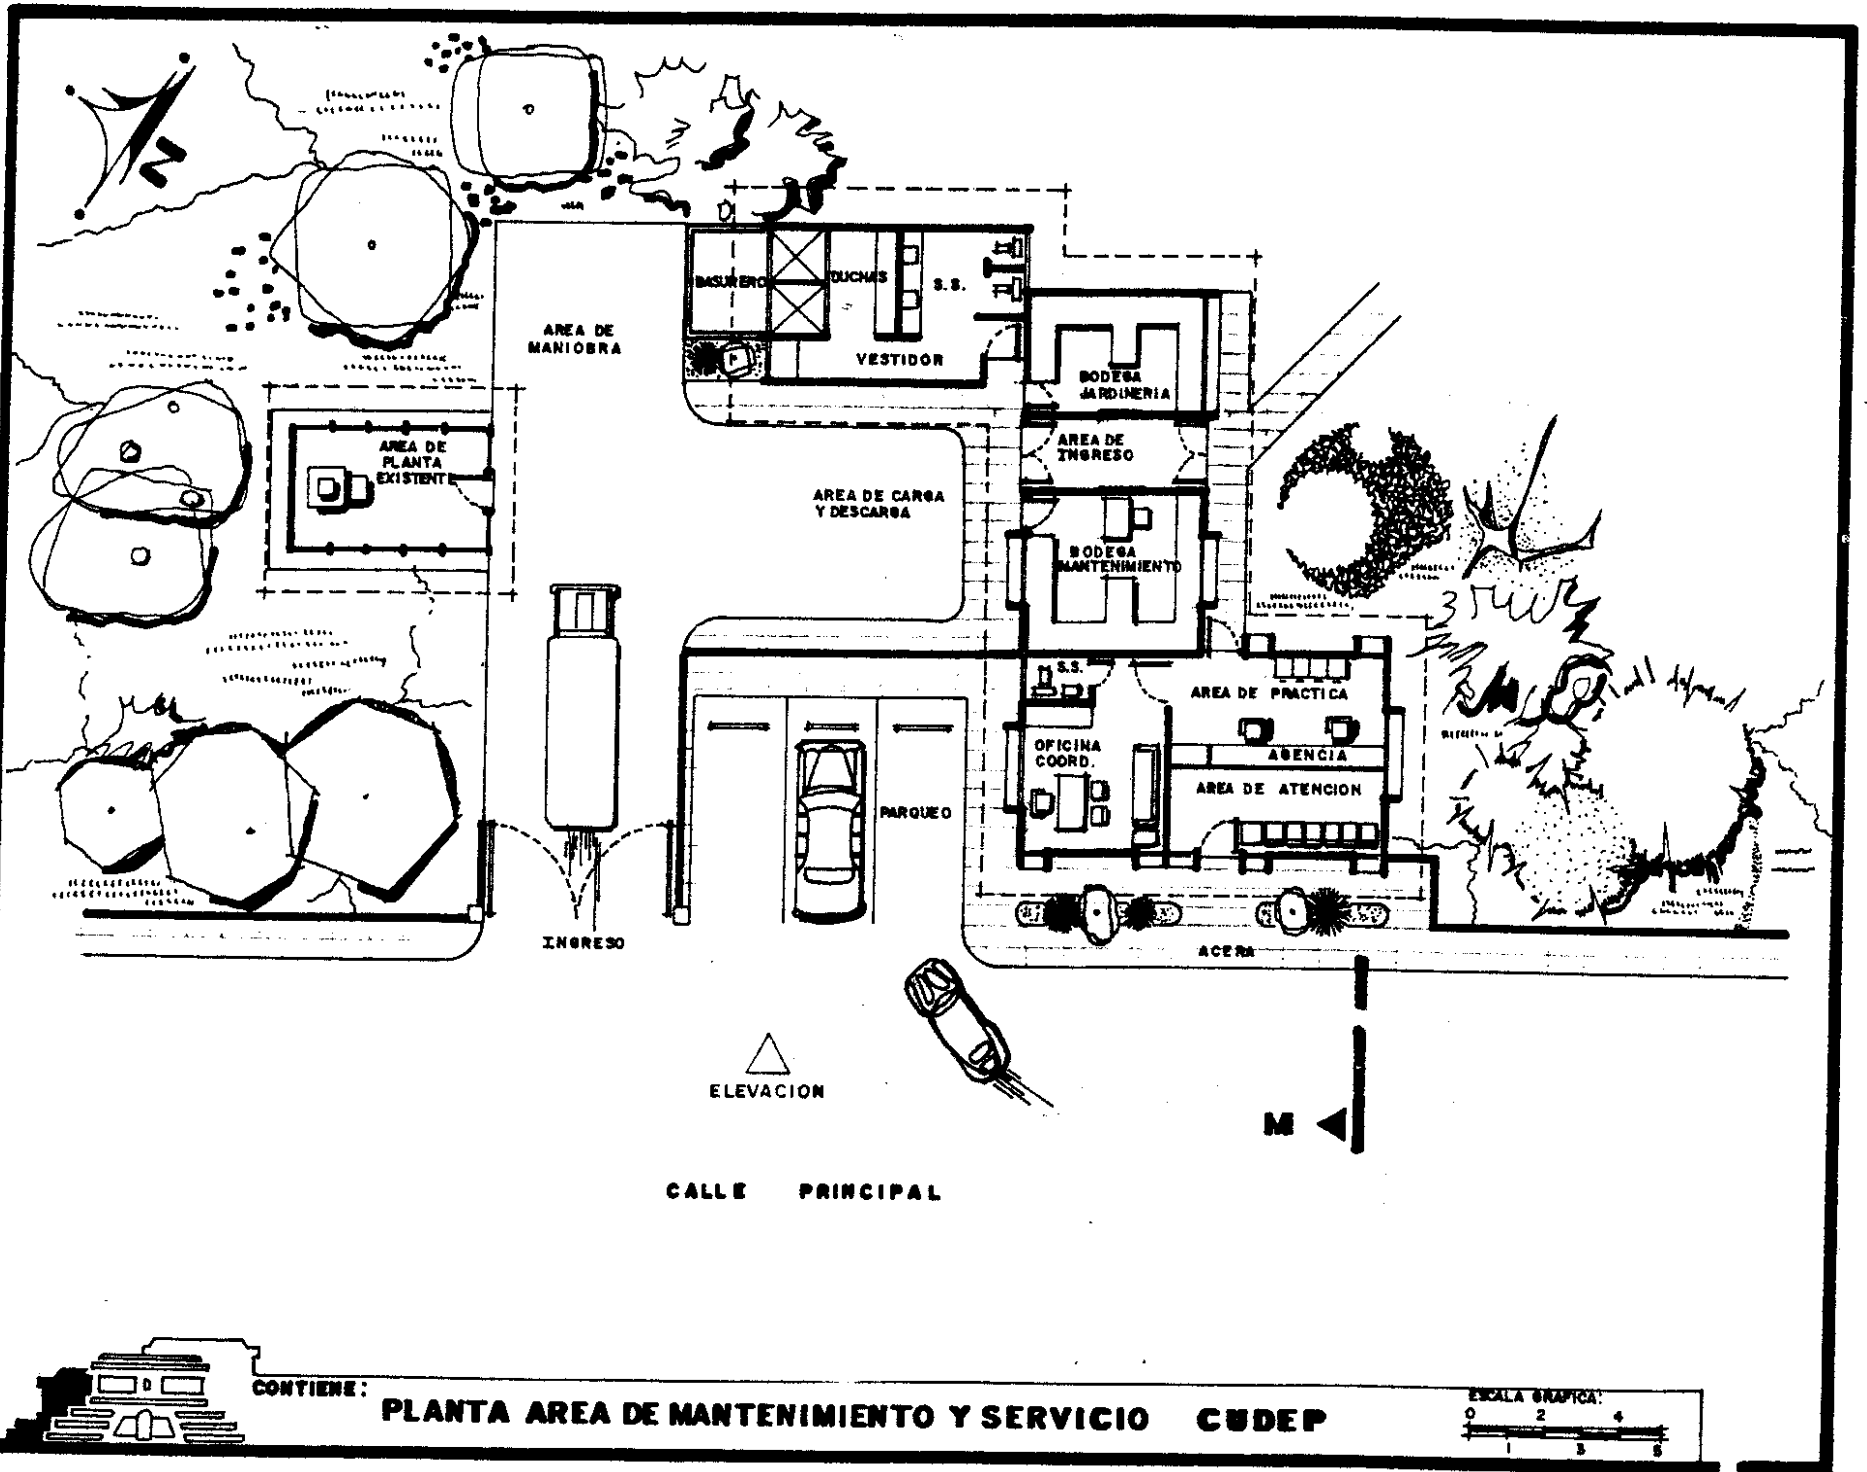 N
BASURERO
DUCHAS
S.S.
AREA DE
MANIOBRA
VESTIDOR
BODEGA
JARDINERIA
AREA DE
PLANTA
EXISTENTE
AREA DE
INGRESO
AREA DE CARGA
Y DESCARGA
BODEGA
MANTENIMIENTO
S.S.
AREA DE PRACTICA
OFICINA
COORD.
AGENCIA
AREA DE ATENCION
PARQUEO
INGRESO
ACERA
ELEVACION
M
CALLE PRINCIPAL
CONTIENE:
PLANTA AREA DE MANTENIMIENTO Y SERVICIO CUDEP
ESCALA GRAFICA:
0 2 4
1 3 5